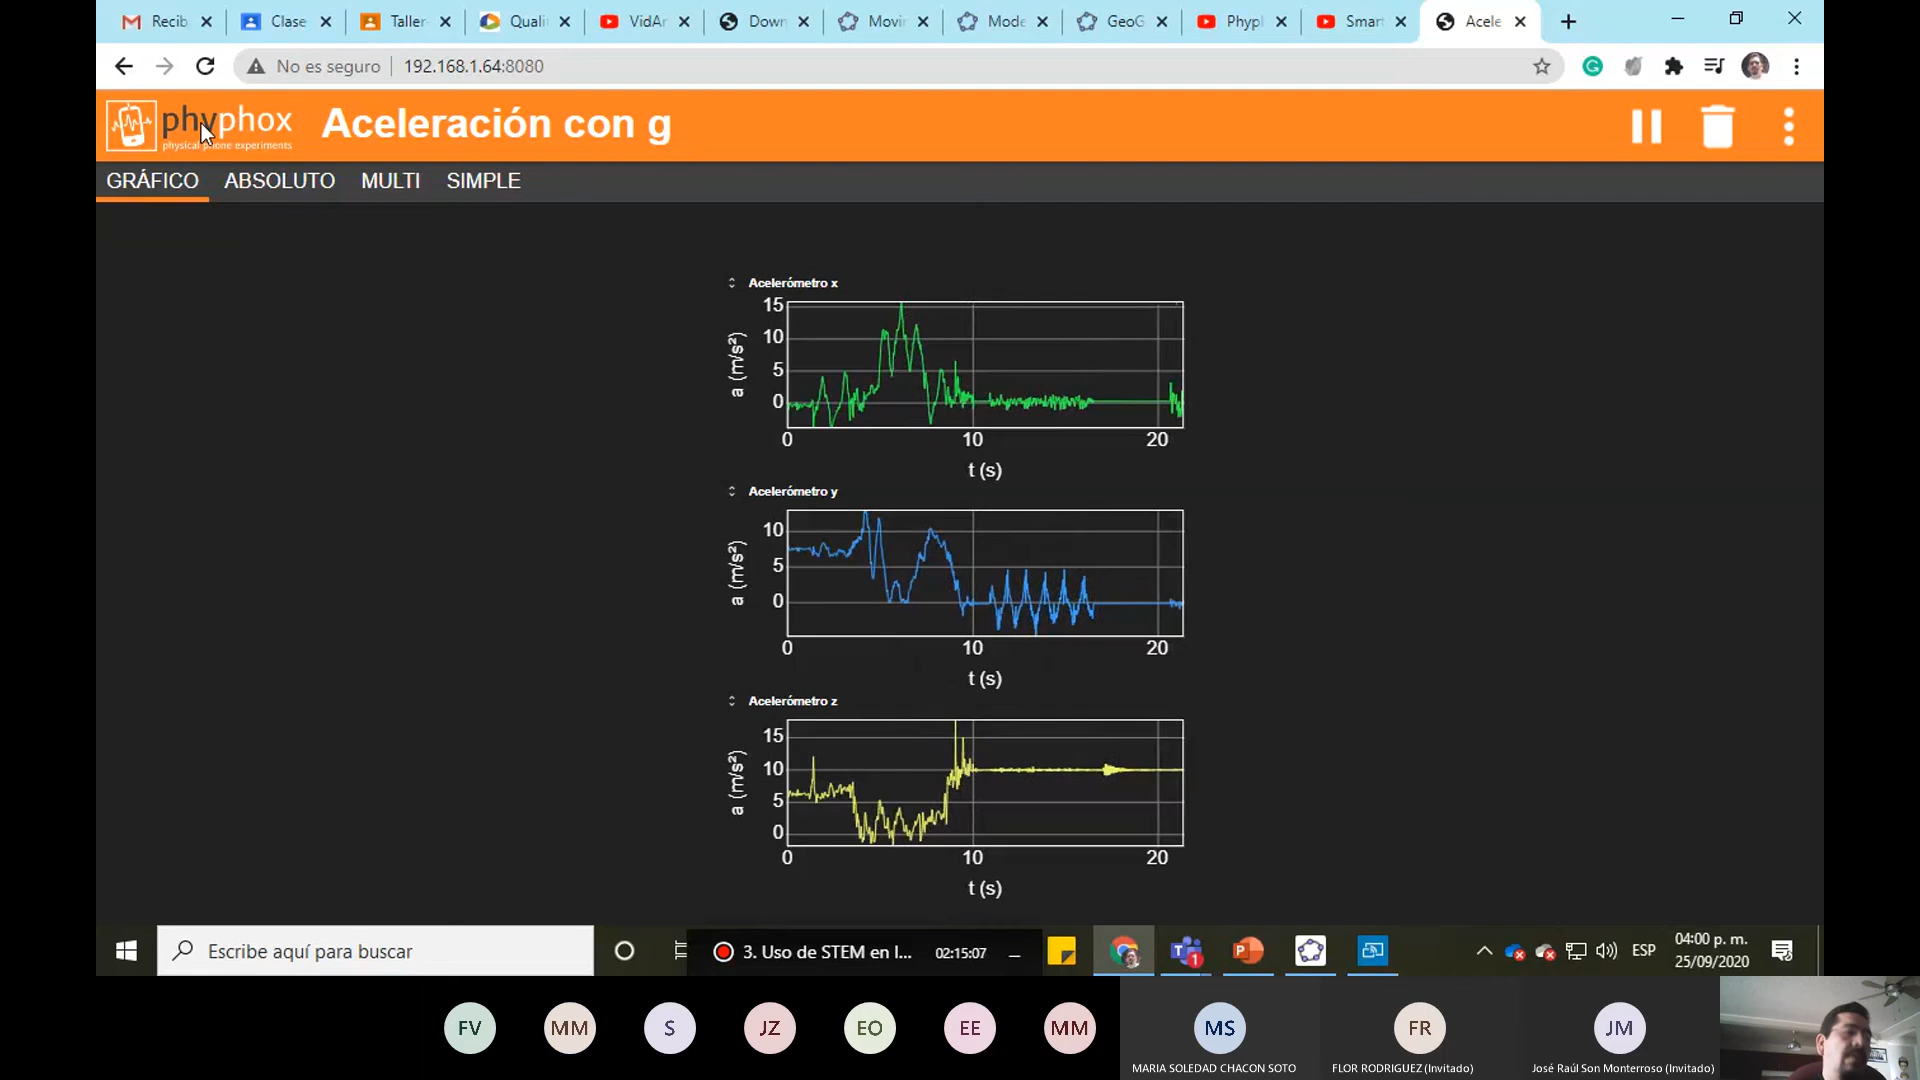 Recib
Clase
Taller-
Quali
VidAr
Down
Movi
Mode
GeoG
Phyph
Smar
Acele
No es seguro
192.168.1.64:8080
phyphox
physical phone experiments
Aceleración con g
GRÁFICO
ABSOLUTO
MULTI
SIMPLE
Acelerómetro x
15
10
5
0
a (m/s²)
0
10
20
t (s)
Acelerómetro y
10
5
0
a (m/s²)
0
10
20
t (s)
Acelerómetro z
15
10
5
0
a (m/s²)
0
10
20
t (s)
Escribe aquí para buscar
3. Uso de STEM en l...
02:15:07
1
ESP
04:00 p. m.
25/09/2020
FV
MM
S
JZ
EO
EE
MM
MS
FR
JM
MARIA SOLEDAD CHACON SOTO
FLOR RODRIGUEZ (Invitado)
José Raúl Son Monterroso (Invitado)